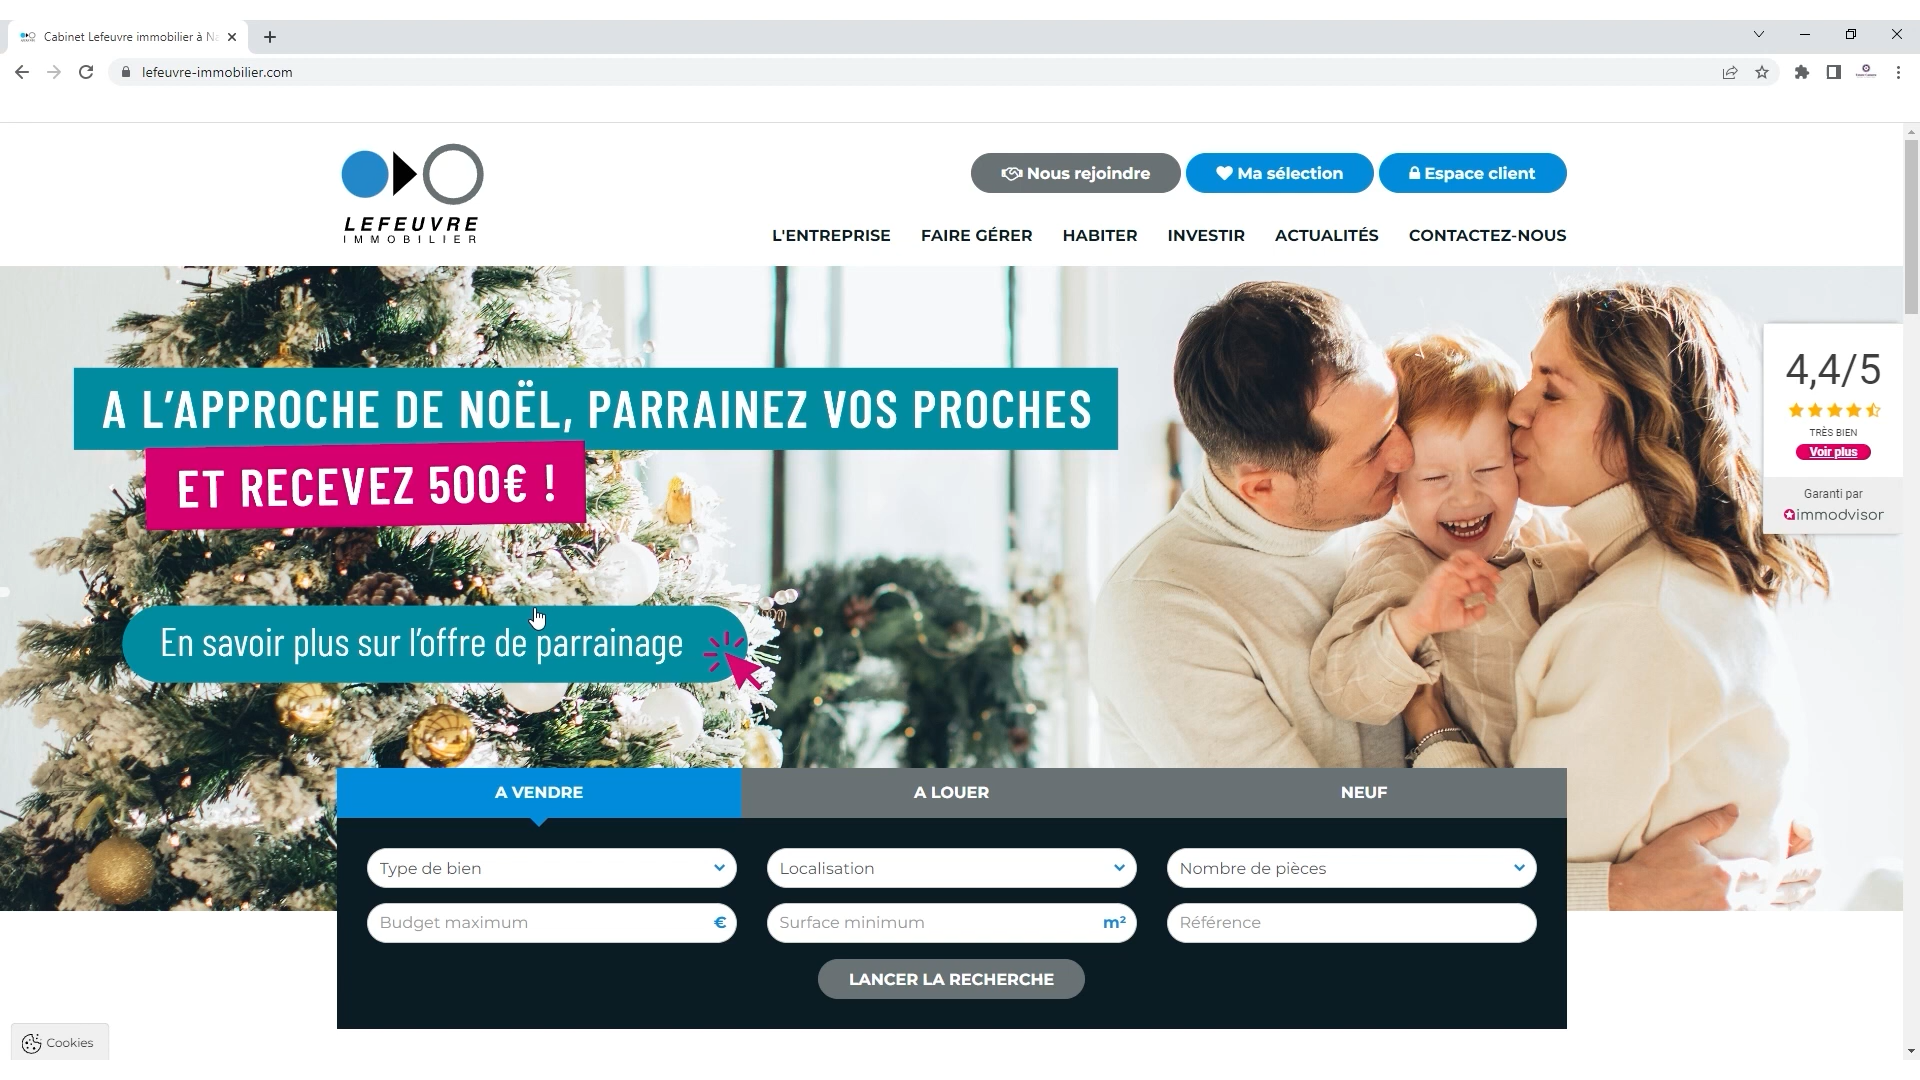 Cabinet Lefeuvre immobilier à Na
lefeuvre-immobilier.com
LEFEUVRE
IMMOBILIER
Nous rejoindre
Ma sélection
Espace client
L'ENTREPRISE
FAIRE GÉRER
HABITER
INVESTIR
ACTUALITÉS
CONTACTEZ-NOUS
A L'APPROCHE DE NOËL, PARRAINEZ VOS PROCHES
ET RECEVEZ 500€ !
En savoir plus sur l'offre de parrainage
4,4/5
TRÈS BIEN
Voir plus
Garanti par
immodvisor
A VENDRE
A LOUER
NEUF
Type de bien
Localisation
Nombre de pièces
Budget maximum €
Surface minimum m²
Référence
LANCER LA RECHERCHE
Cookies